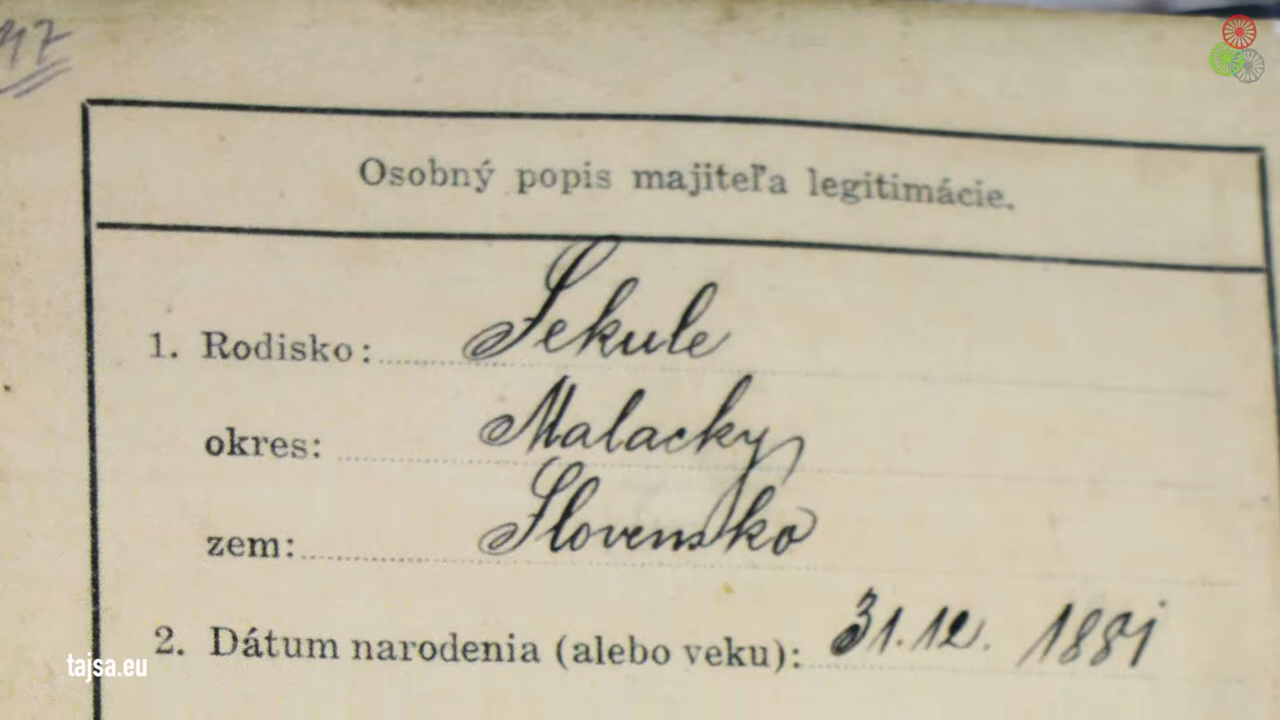 97
Osobný popis majiteľa legitimácie.
1. Rodisko: Sekule
okres: Malacky
zem: Slovensko
2. Dátum narodenia (alebo veku): 31.12. 1881
tajsa.eu